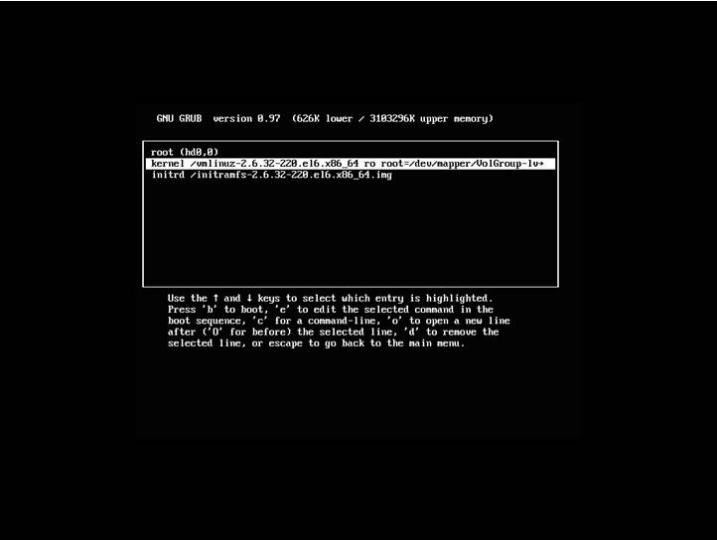 GNU GRUB  version 0.97  (626K lower / 3103296K upper memory)
root (hd0,0)
kernel /vmlinuz-2.6.32-220.el6.x86_64 ro root=/dev/mapper/VolGroup-lv→
initrd /initramfs-2.6.32-220.el6.x86_64.img
Use the ↑ and ↓ keys to select which entry is highlighted.
Press 'b' to boot, 'e' to edit the selected command in the
boot sequence, 'c' for a command-line, 'o' to open a new line
after ('O' for before) the selected line, 'd' to remove the
selected line, or escape to go back to the main menu.